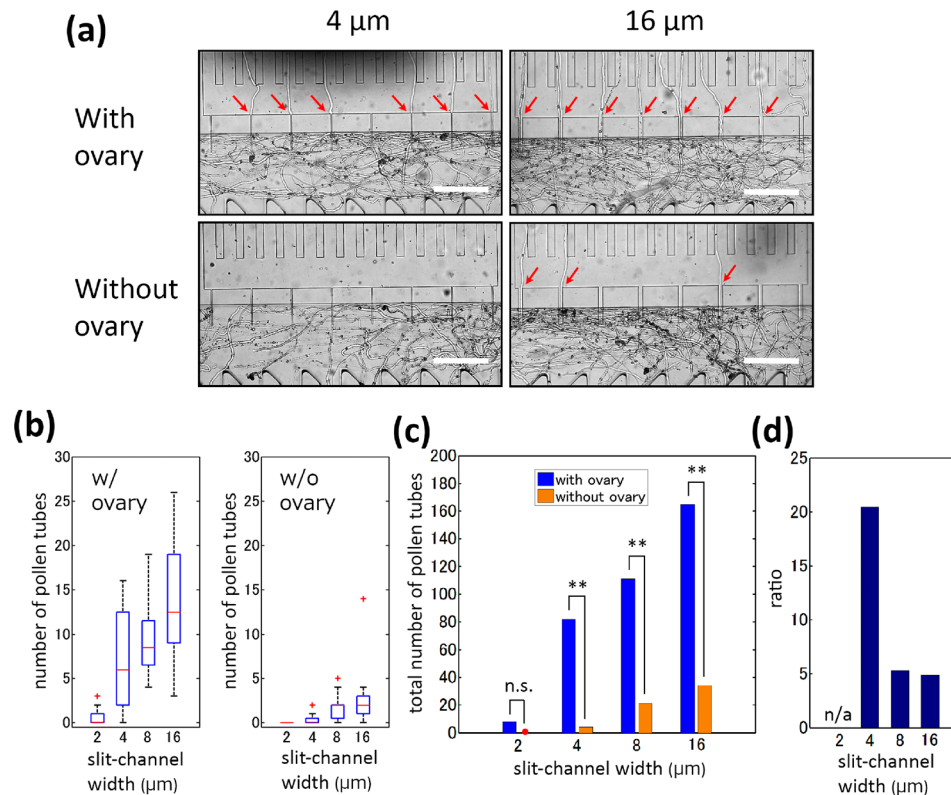 (a)
4 µm
16 µm
With
ovary
Without
ovary
(b)
w/
ovary
30
25
20
15
10
5
0
number of pollen tubes
2 4 8 16
slit-channel
width (µm)
w/o
ovary
30
25
20
15
10
5
0
number of pollen tubes
2 4 8 16
slit-channel
width (µm)
(c)
200
180
160
140
120
100
80
60
40
20
0
total number of pollen tubes
with ovary
without ovary
n.s.
**
**
**
2 4 8 16
slit-channel width (µm)
(d)
25
20
15
10
5
0
ratio
n/a
2 4 8 16
slit-channel
width (µm)